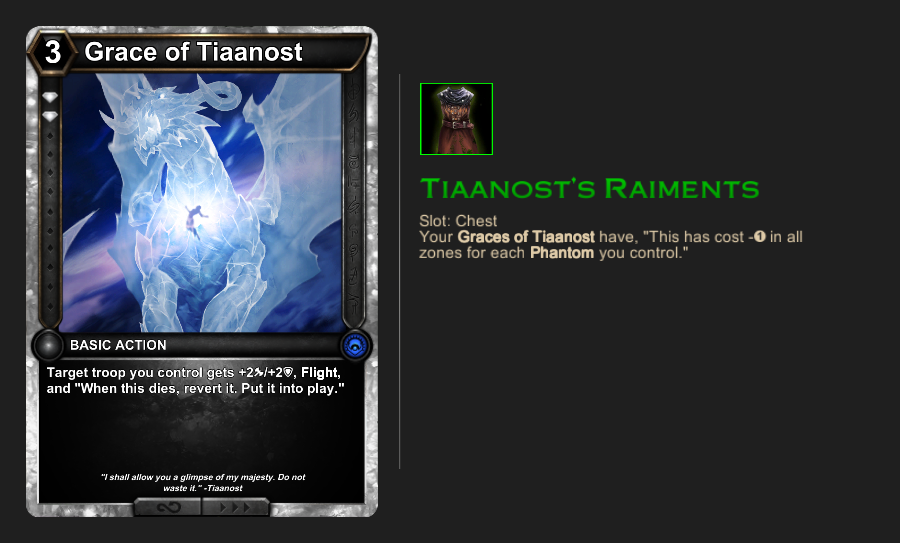 3 Grace of Tiaanost
BASIC ACTION
Target troop you control gets +2/+2, Flight,
and "When this dies, revert it. Put it into play."
"I shall allow you a glimpse of my majesty. Do not
waste it." -Tiaanost
TIAANOST'S RAIMENTS
Slot: Chest
Your Graces of Tiaanost have, "This has cost -❶ in all
zones for each Phantom you control."